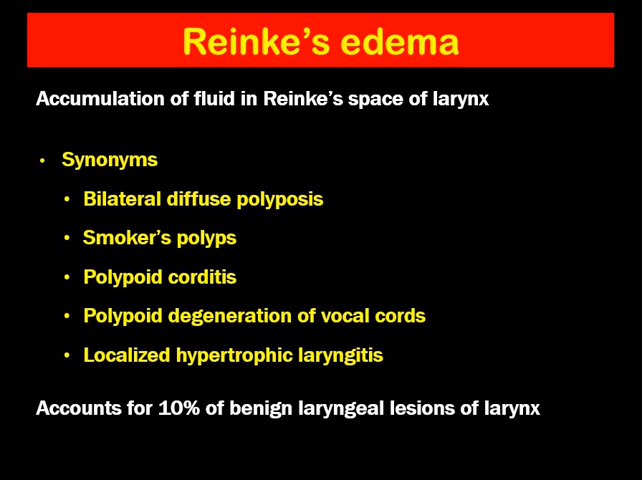 Reinke's edema
Accumulation of fluid in Reinke's space of larynx
• Synonyms
• Bilateral diffuse polyposis
• Smoker's polyps
• Polypoid corditis
• Polypoid degeneration of vocal cords
• Localized hypertrophic laryngitis
Accounts for 10% of benign laryngeal lesions of larynx